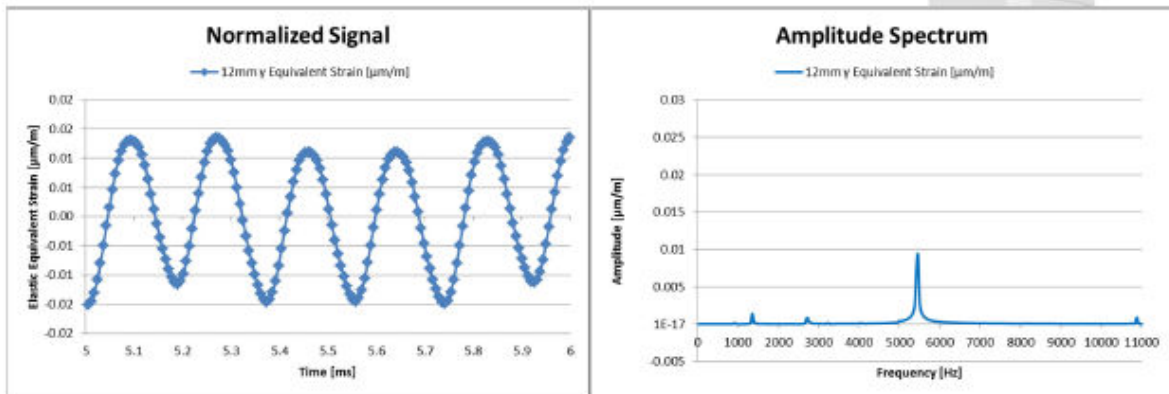 Normalized Signal
12mm y Equivalent Strain [µm/m]
Elastic Equivalent Strain [µm/m]
0.02
0.02
0.01
0.01
0.00
-0.01
-0.01
-0.02
-0.02
5 5.1 5.2 5.3 5.4 5.5 5.6 5.7 5.8 5.9 6
Time [ms]
Amplitude Spectrum
12mm y Equivalent Strain [µm/m]
Amplitude [µm/m]
0.03
0.025
0.02
0.015
0.01
0.005
1E-17
-0.005
0 1000 2000 3000 4000 5000 6000 7000 8000 9000 10000 11000
Frequency [Hz]